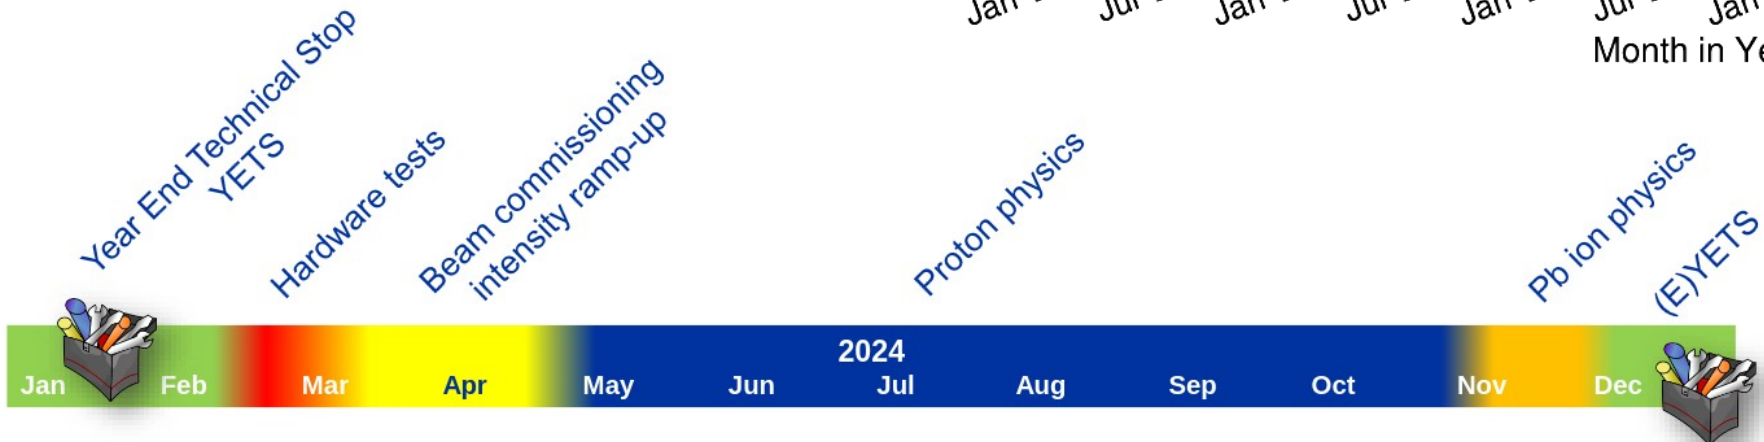 Month in
Year End Technical Stop
YETS
Hardware tests
Beam commissioning
intensity ramp-up
Proton physics
Pb ion physics
(E)YETS
2024
Jan Feb Mar Apr May Jun Jul Aug Sep Oct Nov Dec